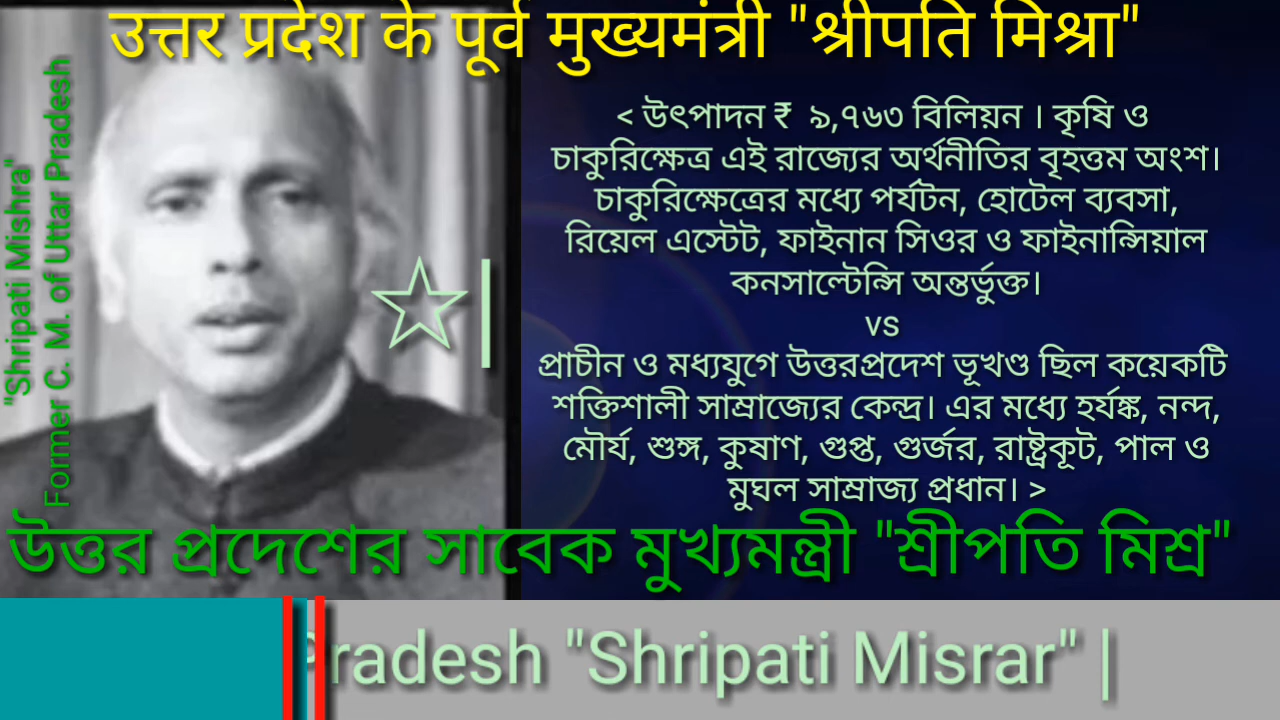 उत्तर प्रदेश के पूर्व मुख्यमंत्री "श्रीपति मिश्रा"
"Shripati Mishra"
Former C. M. of Uttar Pradesh
< উৎপাদন ₹ ৯,৭৬৩ বিলিয়ন । কৃষি ও
চাকুরিক্ষেত্র এই রাজ্যের অর্থনীতির বৃহত্তম অংশ।
চাকুরিক্ষেত্রের মধ্যে পর্যটন, হোটেল ব্যবসা,
রিয়েল এস্টেট, ফাইনান সিওর ও ফাইনান্সিয়াল
কনসাল্টেন্সি অন্তর্ভুক্ত।
vs
প্রাচীন ও মধ্যযুগে উত্তরপ্রদেশ ভূখণ্ড ছিল কয়েকটি
শক্তিশালী সাম্রাজ্যের কেন্দ্র। এর মধ্যে হর্যঙ্ক, নন্দ,
মৌর্য, শুঙ্গ, কুষাণ, গুপ্ত, গুর্জর, রাষ্ট্রকূট, পাল ও
মুঘল সাম্রাজ্য প্রধান। >
☆|
উত্তর প্রদেশের সাবেক মুখ্যমন্ত্রী "শ্রীপতি মিশ্র"
Pradesh "Shripati Misrar" |